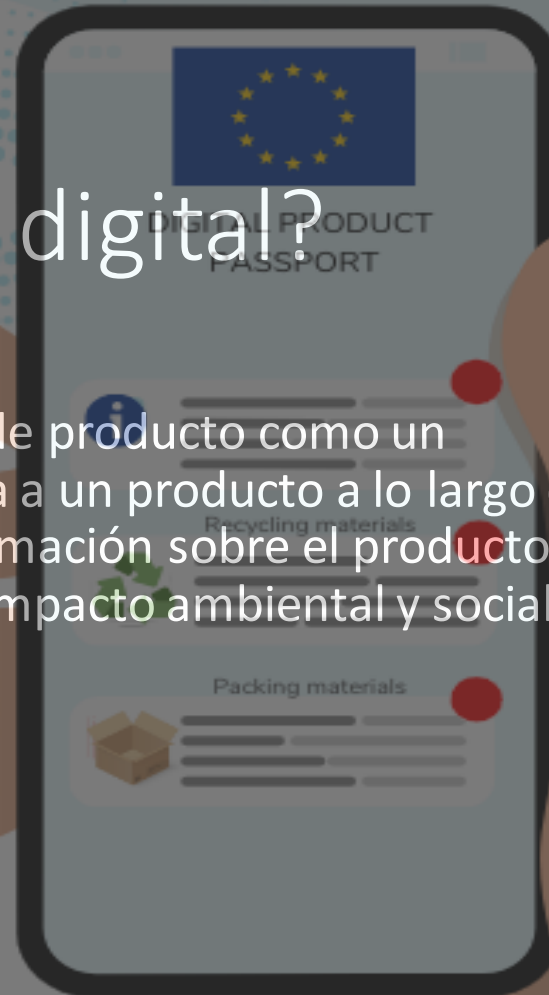 digital?
DIGITAL PRODUCT
PASSPORT
de producto como un
a a un producto a lo largo
mación sobre el producto
Recycling materials
mpacto ambiental y social
Packing materials